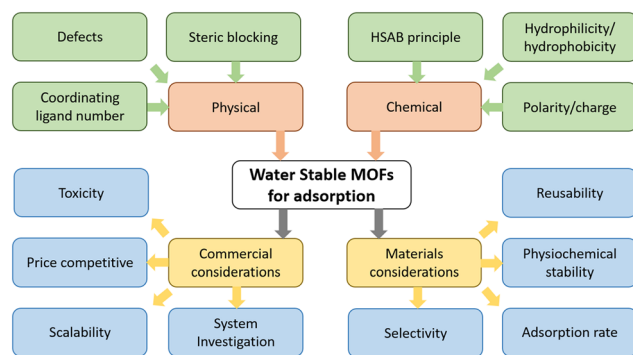 Defects
Steric blocking
HSAB principle
Hydrophilicity/
hydrophobicity
Coordinating
ligand number
Physical
Chemical
Polarity/charge
Water Stable MOFs
for adsorption
Toxicity
Reusability
Price competitive
Commercial
considerations
Materials
considerations
Physiochemical
stability
Scalability
System
Investigation
Selectivity
Adsorption rate